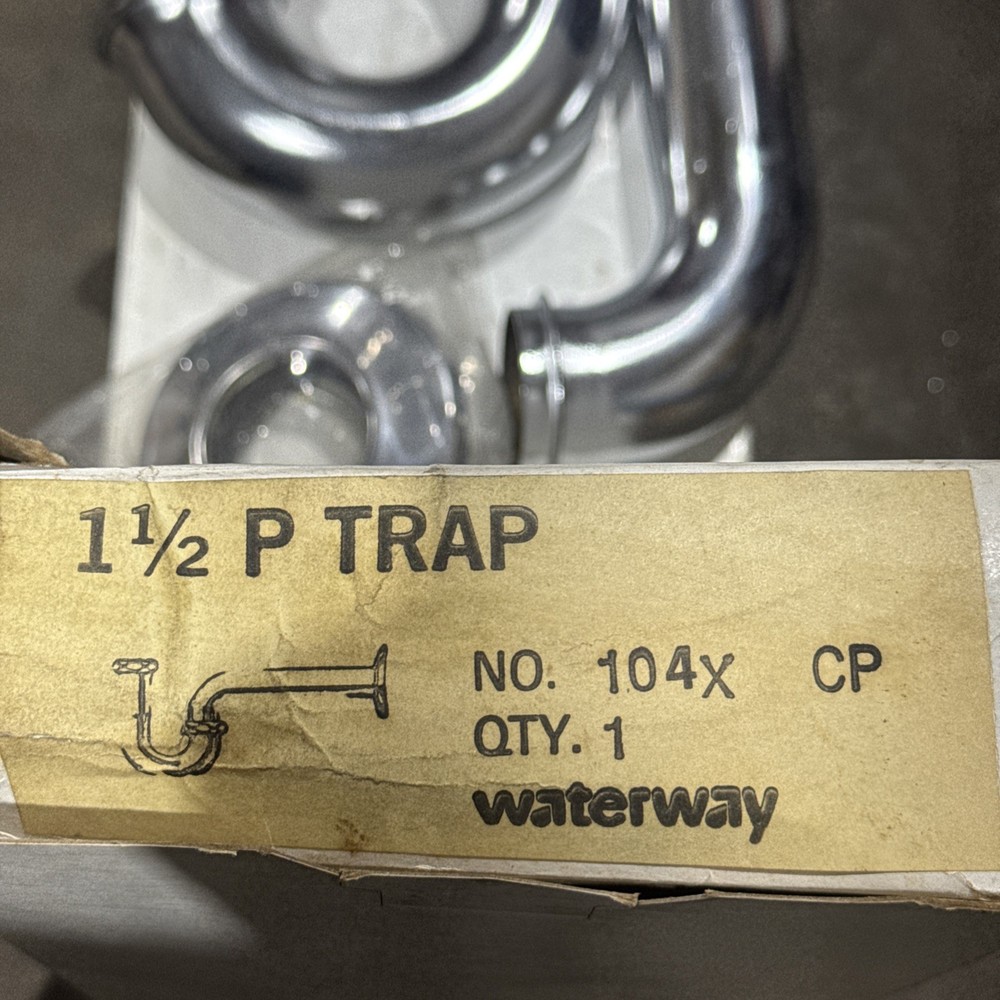 1½ P TRAP
NO. 104X CP
QTY. 1
waterway